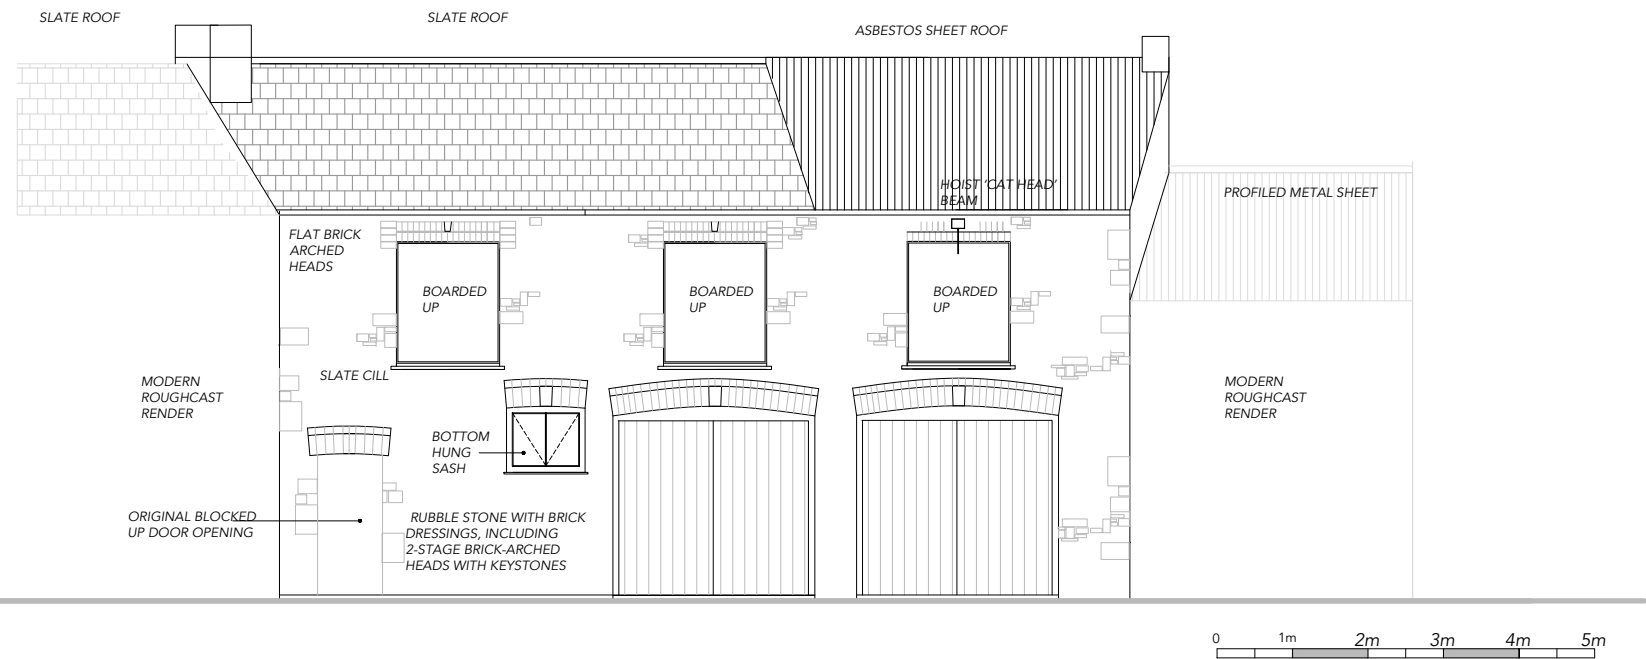 SLATE ROOF
SLATE ROOF
ASBESTOS SHEET ROOF
HOIST 'CAT HEAD'
BEAM
PROFILED METAL SHEET
FLAT BRICK
ARCHED
HEADS
BOARDED
UP
BOARDED
UP
BOARDED
UP
SLATE CILL
MODERN
ROUGHCAST
RENDER
MODERN
ROUGHCAST
RENDER
BOTTOM
HUNG
SASH
ORIGINAL BLOCKED
UP DOOR OPENING
RUBBLE STONE WITH BRICK
DRESSINGS, INCLUDING
2-STAGE BRICK-ARCHED
HEADS WITH KEYSTONES
0 1m 2m 3m 4m 5m